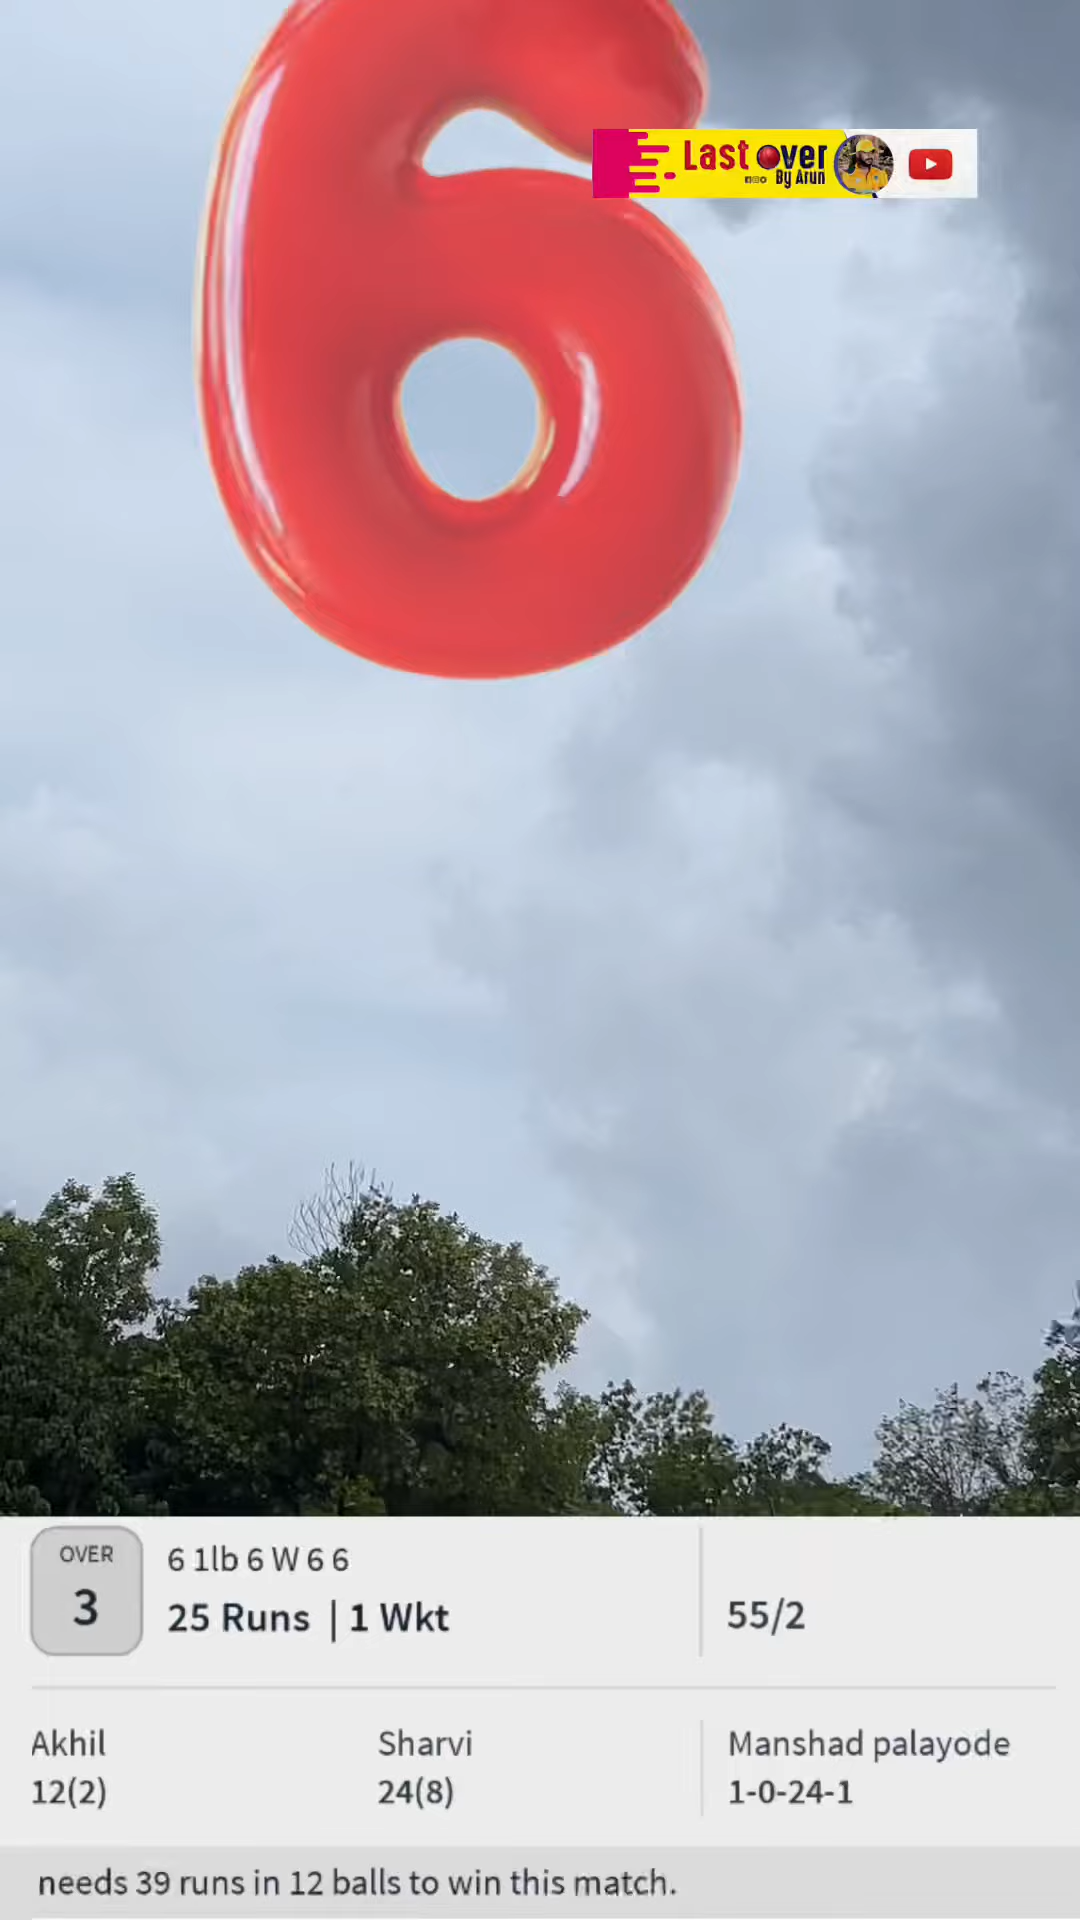 6
Last over
By Arun
OVER
3
6 1lb 6 W 6 6
25 Runs | 1 Wkt
55/2
Akhil
12(2)
Sharvi
24(8)
Manshad palayode
1-0-24-1
needs 39 runs in 12 balls to win this match.